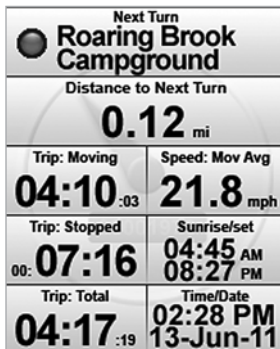 Next Turn
Roaring Brook
Campground
Distance to Next Turn
0.12 mi
Trip: Moving
04:10:03
Speed: Mov Avg
21.8 mph
Trip: Stopped
00:07:16
Sunrise/set
04:45 AM
08:27 PM
Trip: Total
04:17:19
Time/Date
02:28 PM
13-Jun-11